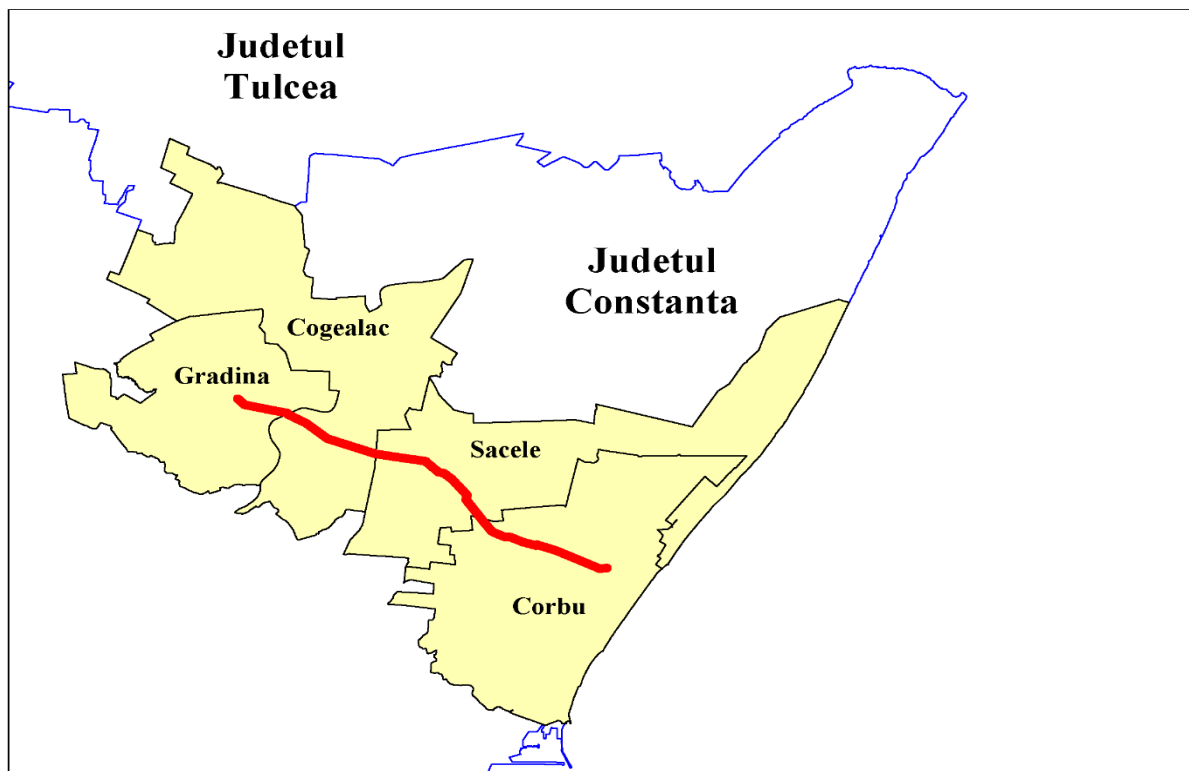 Judetul
Tulcea
Judetul
Constanta
Cogealac
Gradina
Sacele
Corbu